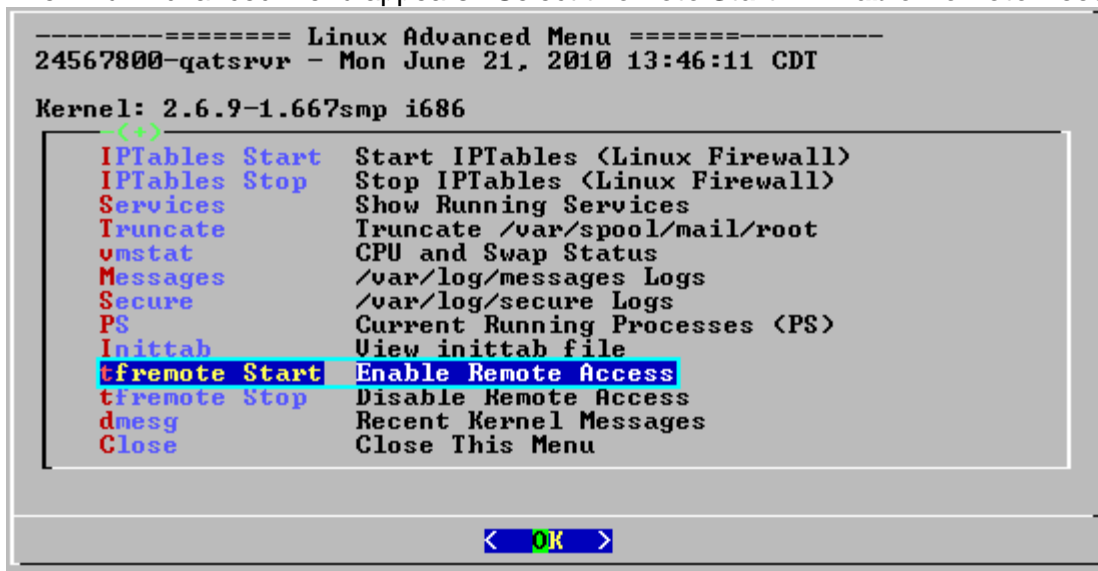 --------======== Linux Advanced Menu =======---------
24567800-qatsrvr - Mon June 21, 2010 13:46:11 CDT
Kernel: 2.6.9-1.667smp i686
-<+>
IPTables Start Start IPTables (Linux Firewall)
IPTables Stop Stop IPTables (Linux Firewall)
Services Show Running Services
Truncate Truncate /var/spool/mail/root
vmstat CPU and Swap Status
Messages /var/log/messages Logs
Secure /var/log/secure Logs
PS Current Running Processes (PS)
Inittab View inittab file
tfremote Start Enable Remote Access
tfremote Stop Disable Remote Access
dmesg Recent Kernel Messages
Close Close This Menu
< OK >